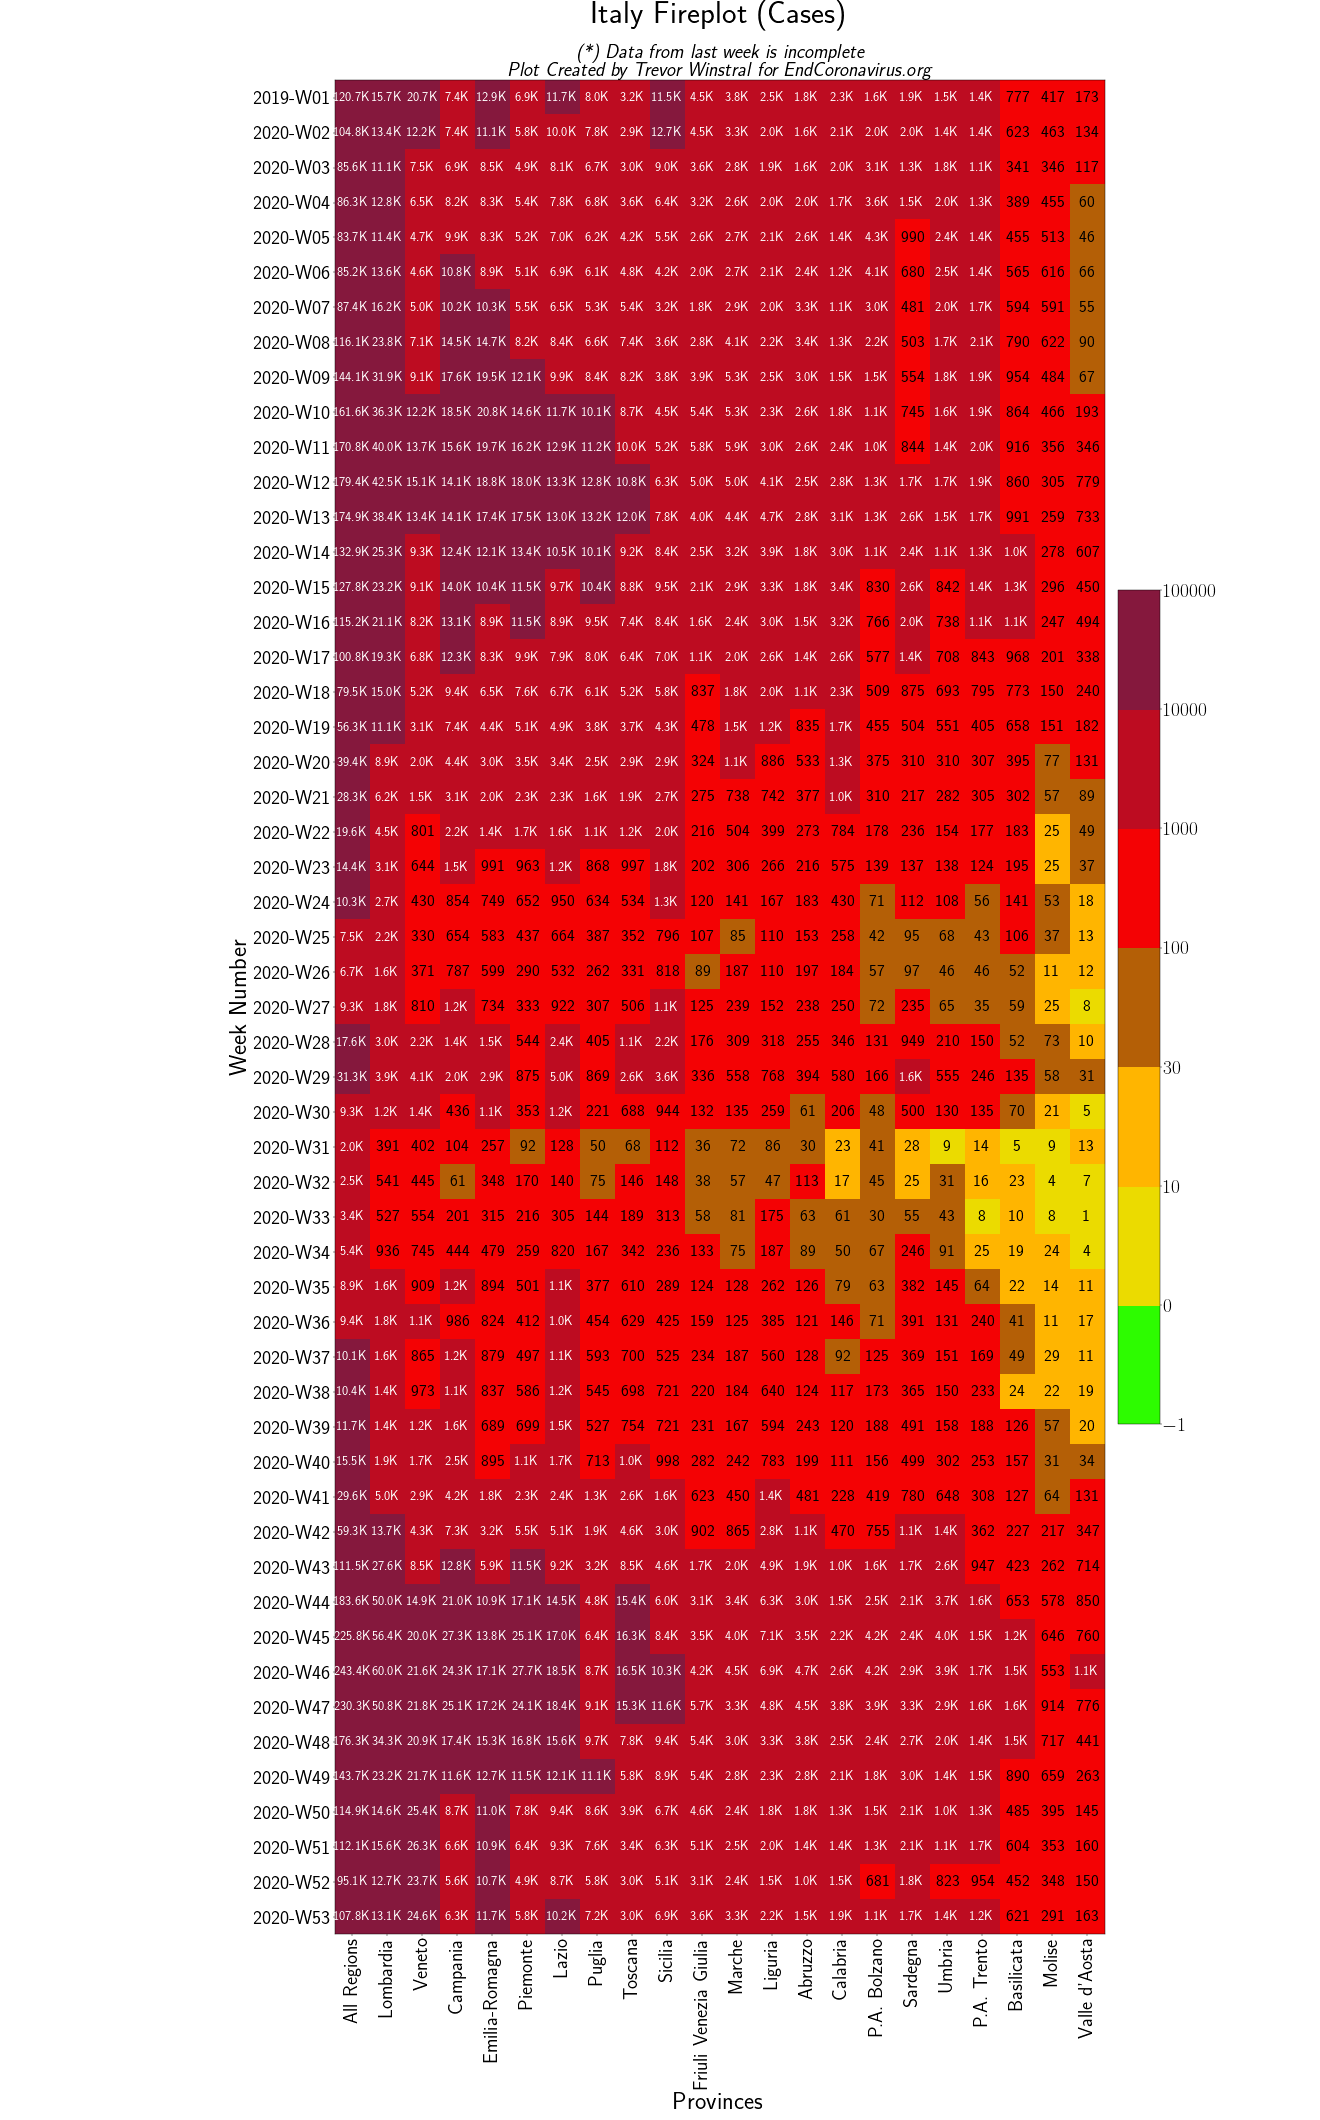 Italy Fireplot (Cases)
(*) Data from last week is incomplete
Plot Created by Trevor Winstral for EndCoronavirus.org
2019-W01 120.7K 15.7K 20.7K 7.4K 12.9K 6.9K 11.7K 8.0K 3.2K 11.5K 4.5K 3.8K 2.5K 1.8K 2.3K 1.6K 1.9K 1.5K 1.4K 777 417 173
2020-W02 104.8K 13.4K 12.2K 7.4K 11.1K 5.8K 10.0K 7.8K 2.9K 12.7K 4.5K 3.3K 2.0K 1.6K 2.1K 2.0K 2.0K 1.4K 1.4K 623 463 134
2020-W03 85.6K 11.1K 7.5K 6.9K 8.5K 4.9K 8.1K 6.7K 3.0K 9.0K 3.6K 2.8K 1.9K 1.6K 2.0K 3.1K 1.3K 1.8K 1.1K 341 346 117
2020-W04 86.3K 12.8K 6.5K 8.2K 8.3K 5.4K 7.8K 6.8K 3.6K 6.4K 3.2K 2.6K 2.0K 2.0K 1.7K 3.6K 1.5K 2.0K 1.3K 389 455 60
2020-W05 83.7K 11.4K 4.7K 9.9K 8.3K 5.2K 7.0K 6.2K 4.2K 5.5K 2.6K 2.7K 2.1K 2.6K 1.4K 4.3K 990 2.4K 1.4K 455 513 46
2020-W06 85.2K 13.6K 4.6K 10.8K 8.9K 5.1K 6.9K 6.1K 4.8K 4.2K 2.0K 2.7K 2.1K 2.4K 1.2K 4.1K 680 2.5K 1.4K 565 616 66
2020-W07 87.4K 16.2K 5.0K 10.2K 10.3K 5.5K 6.5K 5.3K 5.4K 3.2K 1.8K 2.9K 2.0K 3.3K 1.1K 3.0K 481 2.0K 1.7K 594 591 55
2020-W08 116.1K 23.8K 7.1K 14.5K 14.7K 8.2K 8.4K 6.6K 7.4K 3.6K 2.8K 4.1K 2.2K 3.4K 1.3K 2.2K 503 1.7K 2.1K 790 622 90
2020-W09 144.1K 31.9K 9.1K 17.6K 19.5K 12.1K 9.9K 8.4K 8.2K 3.8K 3.9K 5.3K 2.5K 3.0K 1.5K 1.5K 554 1.8K 1.9K 954 484 67
2020-W10 161.6K 36.3K 12.2K 18.5K 20.8K 14.6K 11.7K 10.1K 8.7K 4.5K 5.4K 5.3K 2.3K 2.6K 1.8K 1.1K 745 1.6K 1.9K 864 466 193
2020-W11 170.8K 40.0K 13.7K 15.6K 19.7K 16.2K 12.9K 11.2K 10.0K 5.2K 5.8K 5.9K 3.0K 2.6K 2.4K 1.0K 844 1.4K 2.0K 916 356 346
2020-W12 179.4K 42.5K 15.1K 14.1K 18.8K 18.0K 13.3K 12.8K 10.8K 6.3K 5.0K 5.0K 4.1K 2.5K 2.8K 1.3K 1.7K 1.7K 1.9K 860 305 779
2020-W13 174.9K 38.4K 13.4K 14.1K 17.4K 17.5K 13.0K 13.2K 12.0K 7.8K 4.0K 4.4K 4.7K 2.8K 3.1K 1.3K 2.6K 1.5K 1.7K 991 259 733
2020-W14 132.9K 25.3K 9.3K 12.4K 12.1K 13.4K 10.5K 10.1K 9.2K 8.4K 2.5K 3.2K 3.9K 1.8K 3.0K 1.1K 2.4K 1.1K 1.3K 1.0K 278 607
2020-W15 127.8K 23.2K 9.1K 14.0K 10.4K 11.5K 9.7K 10.4K 8.8K 9.5K 2.1K 2.9K 3.3K 1.8K 3.4K 830 2.6K 842 1.4K 1.3K 296 450
2020-W16 115.2K 21.1K 8.2K 13.1K 8.9K 11.5K 8.9K 9.5K 7.4K 8.4K 1.6K 2.4K 3.0K 1.5K 3.2K 766 2.0K 738 1.1K 1.1K 247 494
2020-W17 100.8K 19.3K 6.8K 12.3K 8.3K 9.9K 7.9K 8.0K 6.4K 7.0K 1.1K 2.0K 2.6K 1.4K 2.6K 577 1.4K 708 843 968 201 338
2020-W18 79.5K 15.0K 5.2K 9.4K 6.5K 7.6K 6.7K 6.1K 5.2K 5.8K 837 1.8K 2.0K 1.1K 2.3K 509 875 693 795 773 150 240
2020-W19 56.3K 11.1K 3.1K 7.4K 4.4K 5.1K 4.9K 3.8K 3.7K 4.3K 478 1.5K 1.2K 835 1.7K 455 504 551 405 658 151 182
2020-W20 39.4K 8.9K 2.0K 4.4K 3.0K 3.5K 3.4K 2.5K 2.9K 2.9K 324 1.1K 886 533 1.3K 375 310 310 307 395 77 131
2020-W21 28.3K 6.2K 1.5K 3.1K 2.0K 2.3K 2.3K 1.6K 1.9K 2.7K 275 738 742 377 1.0K 310 217 282 305 302 57 89
2020-W22 19.6K 4.5K 801 2.2K 1.4K 1.7K 1.6K 1.1K 1.2K 2.0K 216 504 399 273 784 178 236 154 177 183 25 49
2020-W23 14.4K 3.1K 644 1.5K 991 963 1.2K 868 997 1.8K 202 306 266 216 575 139 137 138 124 195 25 37
2020-W24 10.3K 2.7K 430 854 749 652 950 634 534 1.3K 120 141 167 183 430 71 112 108 56 141 53 18
2020-W25 7.5K 2.2K 330 654 583 437 664 387 352 796 107 85 110 153 258 42 95 68 43 106 37 13
2020-W26 6.7K 1.6K 371 787 599 290 532 262 331 818 89 187 110 197 184 57 97 46 46 52 11 12
2020-W27 9.3K 1.8K 810 1.2K 734 333 922 307 506 1.1K 125 239 152 238 250 72 235 65 35 59 25 8
2020-W28 17.6K 3.0K 2.2K 1.4K 1.5K 544 2.4K 405 1.1K 2.2K 176 309 318 255 346 131 949 210 150 52 73 10
2020-W29 31.3K 3.9K 4.1K 2.0K 2.9K 875 5.0K 869 2.6K 3.6K 336 558 768 394 580 166 1.6K 555 246 135 58 31
2020-W30 9.3K 1.2K 1.4K 436 1.1K 353 1.2K 221 688 944 132 135 259 61 206 48 500 130 135 70 21 5
2020-W31 2.0K 391 402 104 257 92 128 50 68 112 36 72 86 30 23 41 28 9 14 5 9 13
2020-W32 2.5K 541 445 61 348 170 140 75 146 148 38 57 47 113 17 45 25 31 16 23 4 7
2020-W33 3.4K 527 554 201 315 216 305 144 189 313 58 81 175 63 61 30 55 43 8 10 8 1
2020-W34 5.4K 936 745 444 479 259 820 167 342 236 133 75 187 89 50 67 246 91 25 19 24 4
2020-W35 8.9K 1.6K 909 1.2K 894 501 1.1K 377 610 289 124 128 262 126 79 63 382 145 64 22 14 11
2020-W36 9.4K 1.8K 1.1K 986 824 412 1.0K 454 629 425 159 125 385 121 146 71 391 131 240 41 11 17
2020-W37 10.1K 1.6K 865 1.2K 879 497 1.1K 593 700 525 234 187 560 128 92 125 369 151 169 49 29 11
2020-W38 10.4K 1.4K 973 1.1K 837 586 1.2K 545 698 721 220 184 640 124 117 173 365 150 233 24 22 19
2020-W39 11.7K 1.4K 1.2K 1.6K 689 699 1.5K 527 754 721 231 167 594 243 120 188 491 158 188 126 57 20
2020-W40 15.5K 1.9K 1.7K 2.5K 895 1.1K 1.7K 713 1.0K 998 282 242 783 199 111 156 499 302 253 157 31 34
2020-W41 29.6K 5.0K 2.9K 4.2K 1.8K 2.3K 2.4K 1.3K 2.6K 1.6K 623 450 1.4K 481 228 419 780 648 308 127 64 131
2020-W42 59.3K 13.7K 4.3K 7.3K 3.2K 5.5K 5.1K 1.9K 4.6K 3.0K 902 865 2.8K 1.1K 470 755 1.1K 1.4K 362 227 217 347
2020-W43 111.5K 27.6K 8.5K 12.8K 5.9K 11.5K 9.2K 3.2K 8.5K 4.6K 1.7K 2.0K 4.9K 1.9K 1.0K 1.6K 1.7K 2.6K 947 423 262 714
2020-W44 183.6K 50.0K 14.9K 21.0K 10.9K 17.1K 14.5K 4.8K 15.4K 6.0K 3.1K 3.4K 6.3K 3.0K 1.5K 2.5K 2.1K 3.7K 1.6K 653 578 850
2020-W45 225.8K 56.4K 20.0K 27.3K 13.8K 25.1K 17.0K 6.4K 16.3K 8.4K 3.5K 4.0K 7.1K 3.5K 2.2K 4.2K 2.4K 4.0K 1.5K 1.2K 646 760
2020-W46 243.4K 60.0K 21.6K 24.3K 17.1K 27.7K 18.5K 8.7K 16.5K 10.3K 4.2K 4.5K 6.9K 4.7K 2.6K 4.2K 2.9K 3.9K 1.7K 1.5K 553 1.1K
2020-W47 230.3K 50.8K 21.8K 25.1K 17.2K 24.1K 18.4K 9.1K 15.3K 11.6K 5.7K 3.3K 4.8K 4.5K 3.8K 3.9K 3.3K 2.9K 1.6K 1.6K 914 776
2020-W48 176.3K 34.3K 20.9K 17.4K 15.3K 16.8K 15.6K 9.7K 7.8K 9.4K 5.4K 3.0K 3.3K 3.8K 2.5K 2.4K 2.7K 2.0K 1.4K 1.5K 717 441
2020-W49 143.7K 23.2K 21.7K 11.6K 12.7K 11.5K 12.1K 11.1K 5.8K 8.9K 5.4K 2.8K 2.3K 2.8K 2.1K 1.8K 3.0K 1.4K 1.5K 890 659 263
2020-W50 114.9K 14.6K 25.4K 8.7K 11.0K 7.8K 9.4K 8.6K 3.9K 6.7K 4.6K 2.4K 1.8K 1.8K 1.3K 1.5K 2.1K 1.0K 1.3K 485 395 145
2020-W51 112.1K 15.6K 26.3K 6.6K 10.9K 6.4K 9.3K 7.6K 3.4K 6.3K 5.1K 2.5K 2.0K 1.4K 1.4K 1.3K 2.1K 1.1K 1.7K 604 353 160
2020-W52 95.1K 12.7K 23.7K 5.6K 10.7K 4.9K 8.7K 5.8K 3.0K 5.1K 3.1K 2.4K 1.5K 1.0K 1.5K 681 1.8K 823 954 452 348 150
2020-W53 107.8K 13.1K 24.6K 6.3K 11.7K 5.8K 10.2K 7.2K 3.0K 6.9K 3.6K 3.3K 2.2K 1.5K 1.9K 1.1K 1.7K 1.4K 1.2K 621 291 163
Week Number
All Regions
Lombardia
Veneto
Campania
Emilia-Romagna
Piemonte
Lazio
Puglia
Toscana
Sicilia
Friuli Venezia Giulia
Marche
Liguria
Abruzzo
Calabria
P.A. Bolzano
Sardegna
Umbria
P.A. Trento
Basilicata
Molise
Valle d'Aosta
Provinces
100000
10000
1000
100
30
10
0
−1